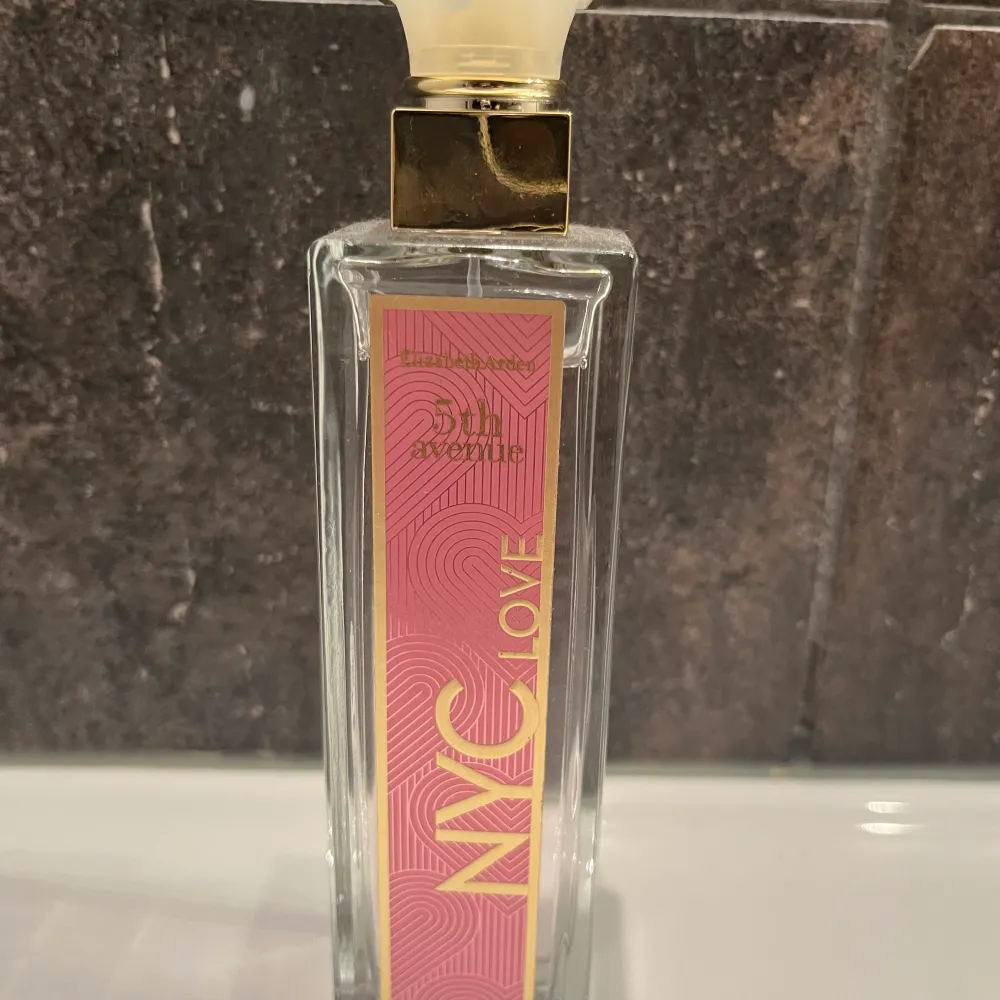 Elizabeth Arden
5th
avenue
NYC LOVE